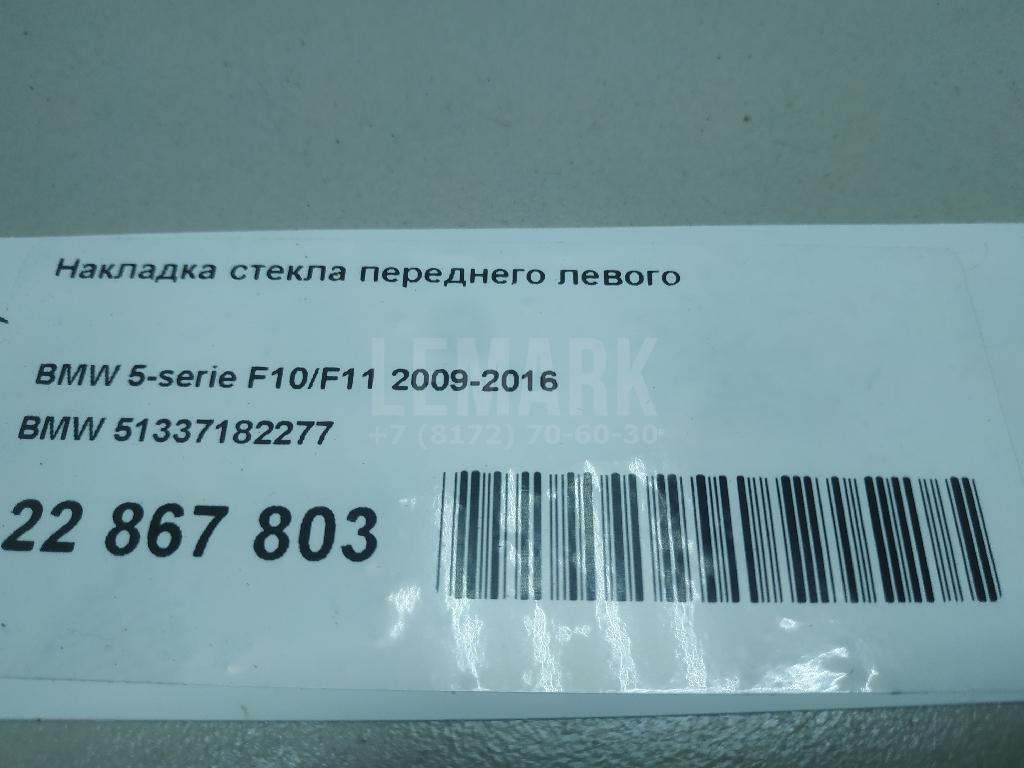 Накладка стекла переднего левого
BMW 5-serie F10/F11 2009-2016
BMW 51337182277
22 867 803
LEMARK
+7 (8172) 70-60-30